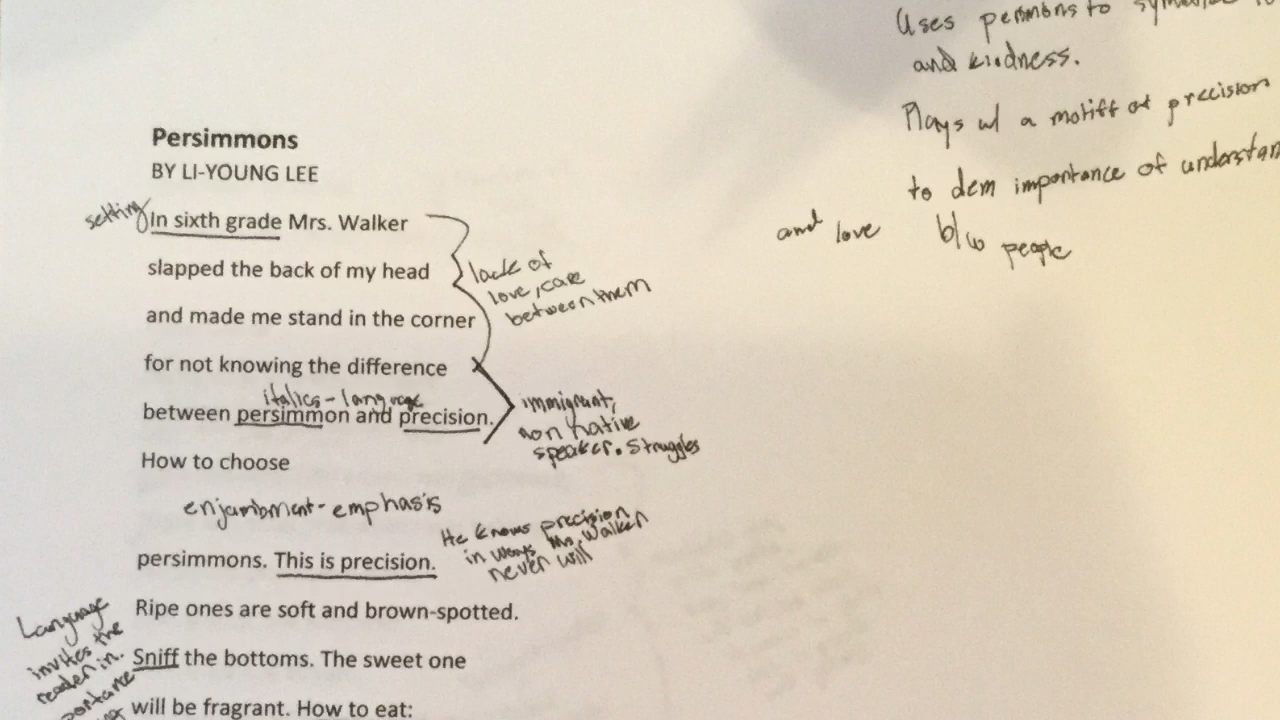 Uses
and kindness.
Plays w/ a motiff of precision
to dem importance of
and love b/w people
Persimmons
BY LI-YOUNG LEE
setting In sixth grade Mrs. Walker
slapped the back of my head
lack of
love, care
between them
and made me stand in the corner
for not knowing the difference
italics - language
between persimmon and precision.
immigrant,
non native
speaker. Struggles
How to choose
enjambment - emphasis
He knows precision
in ways Ms. Walker
never will
persimmons. This is precision.
Ripe ones are soft and brown-spotted.
Language
invites the
reader in.
Sniff the bottoms. The sweet one
will be fragrant. How to eat: